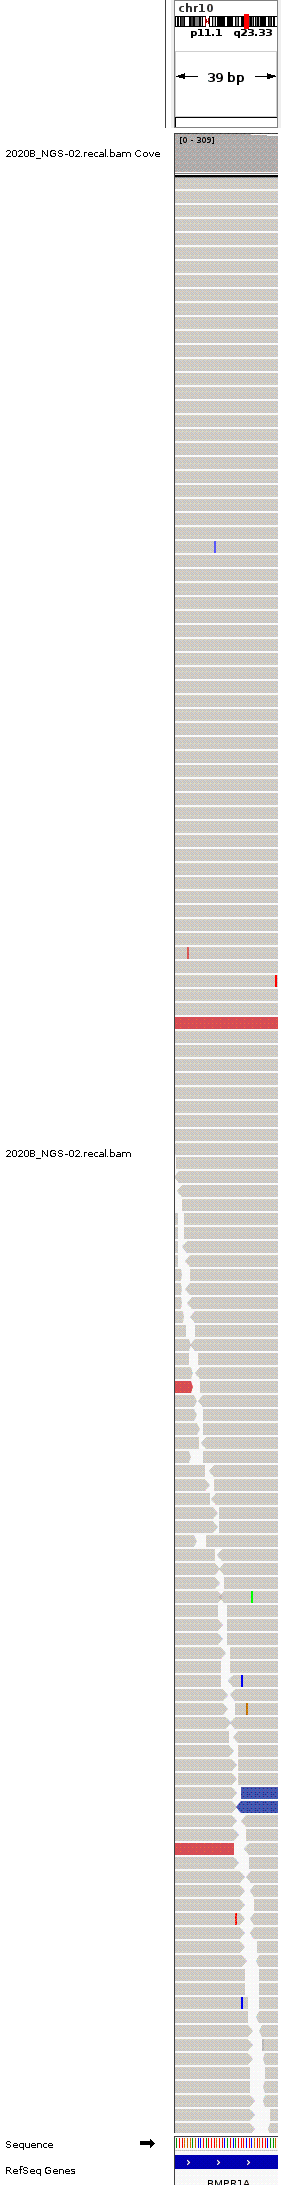 chr10
p11.1 q23.33
39 bp
[0 - 309]
2020B_NGS-02.recal.bam Cove
2020B_NGS-02.recal.bam
Sequence
RefSeq Genes
BMPR1A